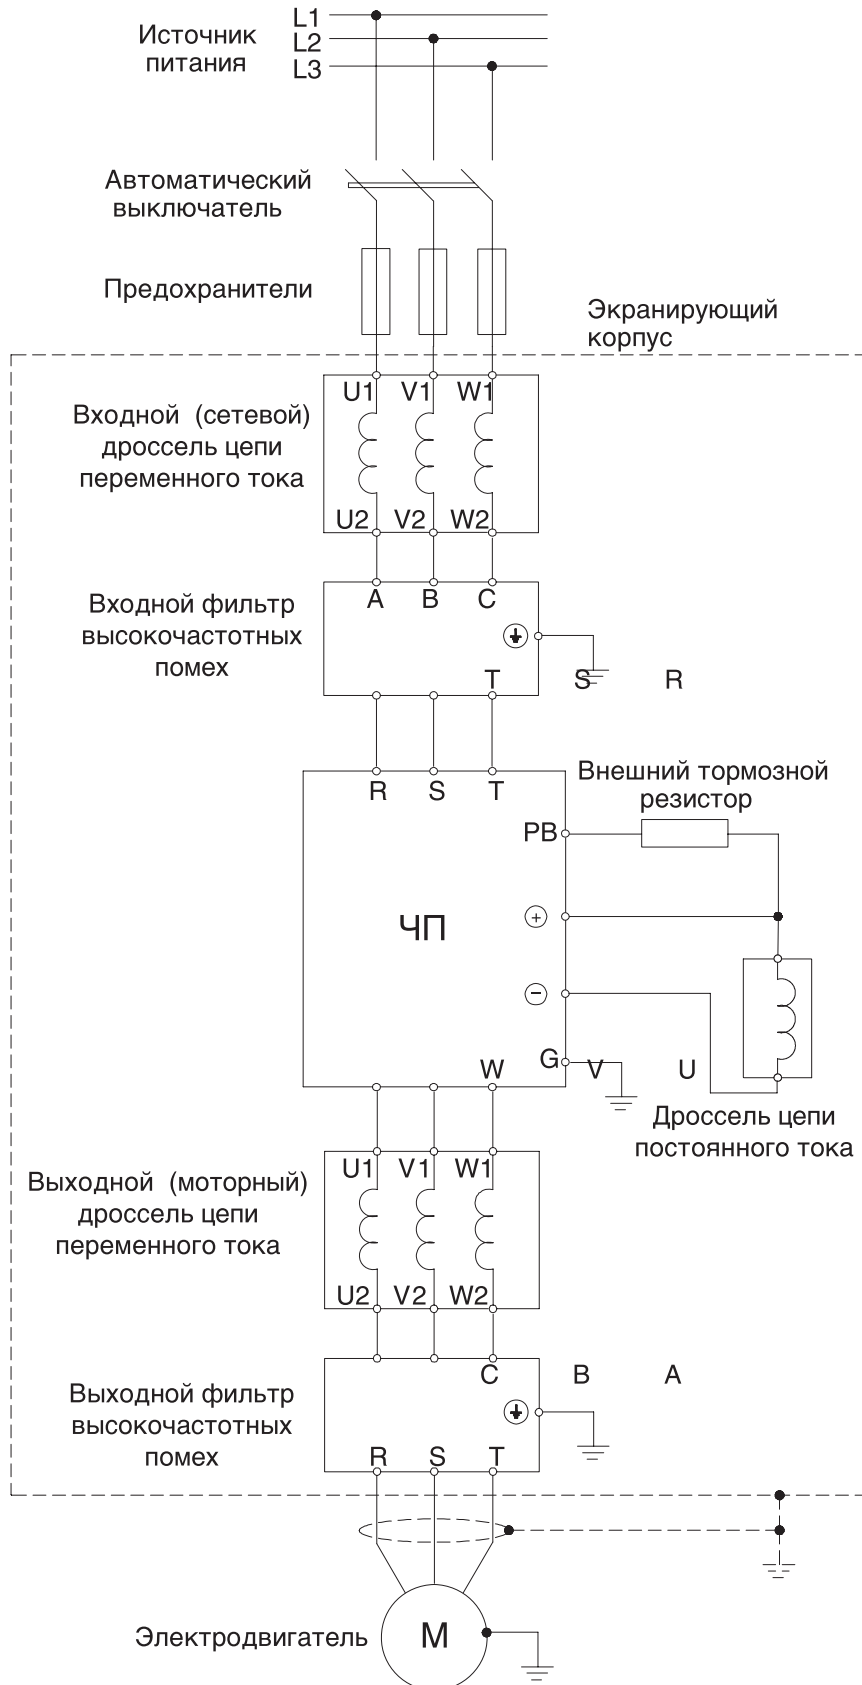 L1
Источник
питания
L2
L3
Автоматический
выключатель
Предохранители
Экранирующий
корпус
U1 V1 W1
Входной (сетевой)
дроссель цепи
переменного тока
U2 V2 W2
A B C
Входной фильтр
высокочастотных
помех
T S R
Внешний тормозной
резистор
R S T
PB
ЧП
+
−
G
W V U
Дроссель цепи
постоянного тока
U1 V1 W1
Выходной (моторный)
дроссель цепи
переменного тока
U2 V2 W2
C B A
Выходной фильтр
высокочастотных
помех
R S T
Электродвигатель
M